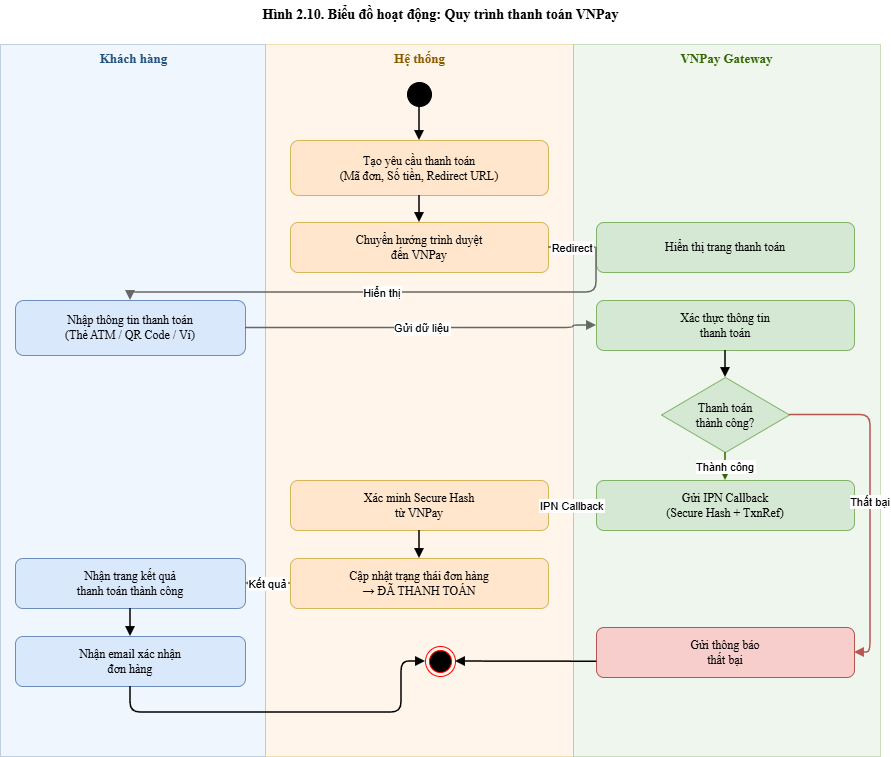 Hình 2.10. Biểu đồ hoạt động: Quy trình thanh toán VNPay
Khách hàng
Hệ thống
VNPay Gateway
Tạo yêu cầu thanh toán
(Mã đơn, Số tiền, Redirect URL)
Chuyển hướng trình duyệt
đến VNPay
Redirect
Hiển thị trang thanh toán
Hiển thị
Nhập thông tin thanh toán
(Thẻ ATM / QR Code / Ví)
Gửi dữ liệu
Xác thực thông tin
thanh toán
Thanh toán
thành công?
Thành công
Thất bại
Xác minh Secure Hash
từ VNPay
IPN Callback
Gửi IPN Callback
(Secure Hash + TxnRef)
Nhận trang kết quả
thanh toán thành công
Kết quả
Cập nhật trạng thái đơn hàng
→ ĐÃ THANH TOÁN
Nhận email xác nhận
đơn hàng
Gửi thông báo
thất bại